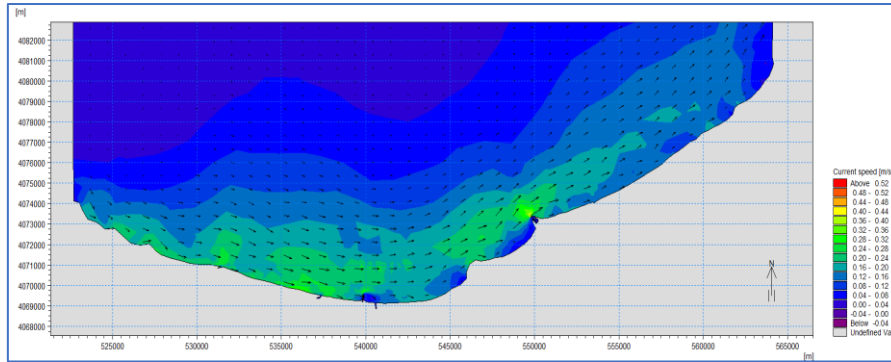 [m]
4082000
4081000
4080000
4079000
4078000
4077000
4076000
4075000
4074000
4073000
4072000
4071000
4070000
4069000
4068000
525000 530000 535000 540000 545000 550000 555000 560000 565000
[m]
N
Current speed [m/s
Above 0.52
0.48 - 0.52
0.44 - 0.48
0.40 - 0.44
0.36 - 0.40
0.32 - 0.36
0.28 - 0.32
0.24 - 0.28
0.20 - 0.24
0.16 - 0.20
0.12 - 0.16
0.08 - 0.12
0.04 - 0.08
0.00 - 0.04
-0.04 - 0.00
Below -0.04
Undefined Va